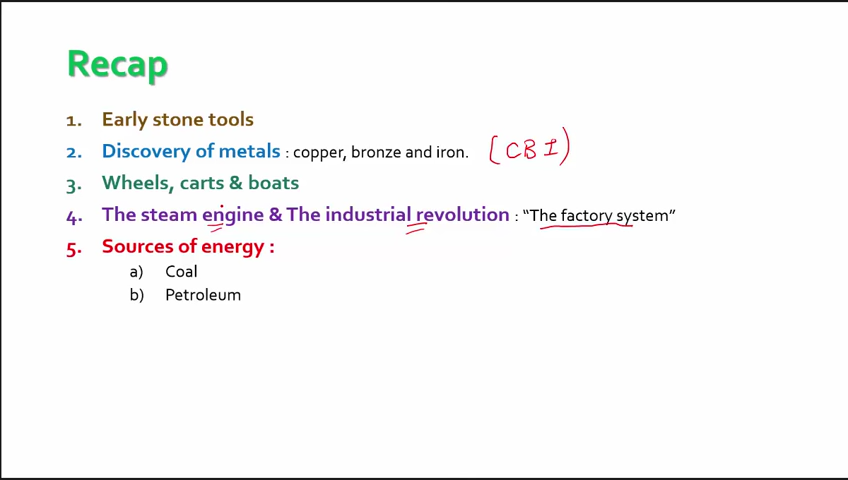 Recap
1. Early stone tools
2. Discovery of metals : copper, bronze and iron. [CBI)
3. Wheels, carts & boats
4. The steam engine & The industrial revolution : “The factory system”
5. Sources of energy :
a) Coal
b) Petroleum